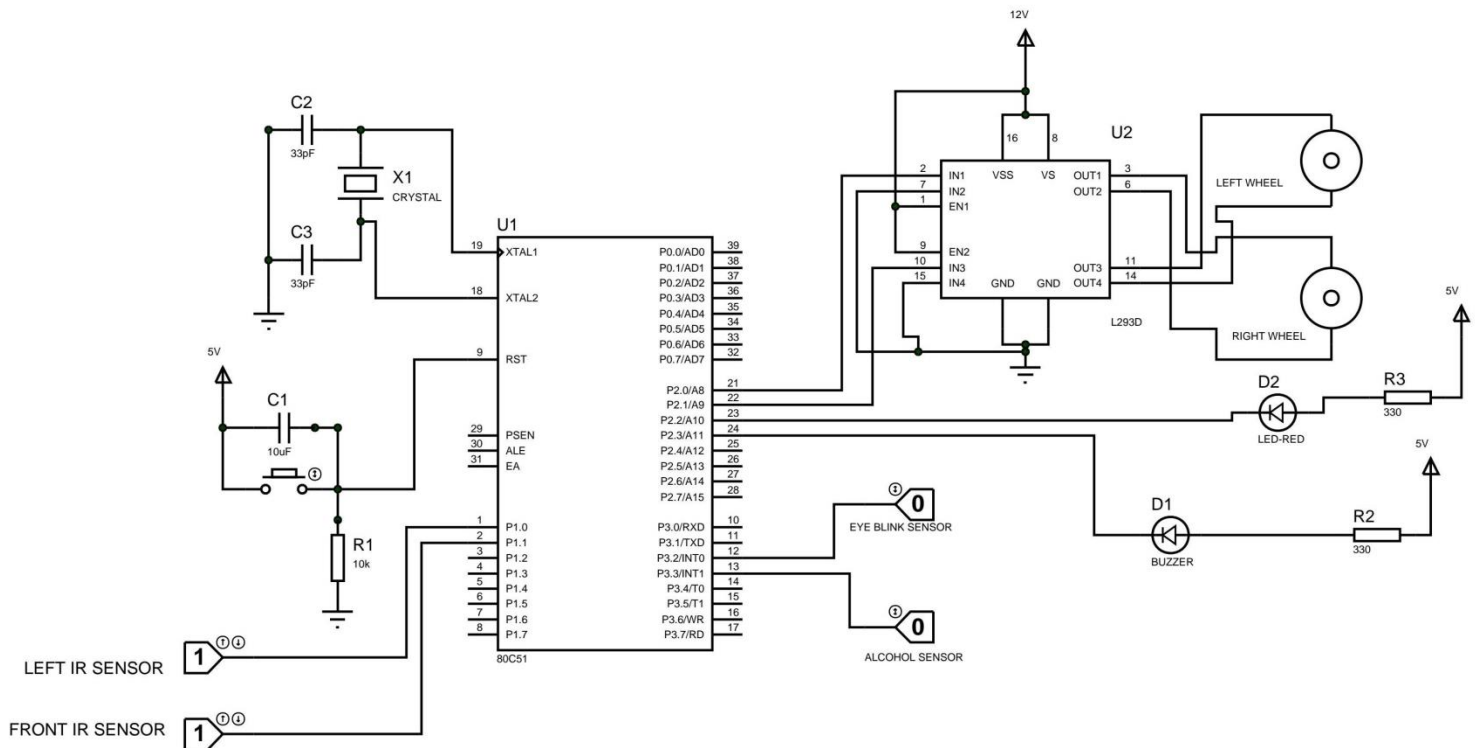 12V
5V
C2
33pF
X1
CRYSTAL
C3
33pF
5V
C1
10uF
R1
10k
LEFT IR SENSOR
1
FRONT IR SENSOR
1
U1
19 XTAL1
18 XTAL2
9 RST
29 PSEN
30 ALE
31 EA
1 P1.0
2 P1.1
3 P1.2
4 P1.3
5 P1.4
6 P1.5
7 P1.6
8 P1.7
80C51
P0.0/AD0 39
P0.1/AD1 38
P0.2/AD2 37
P0.3/AD3 36
P0.4/AD4 35
P0.5/AD5 34
P0.6/AD6 33
P0.7/AD7 32
P2.0/A8 21
P2.1/A9 22
P2.2/A10 23
P2.3/A11 24
P2.4/A12 25
P2.5/A13 26
P2.6/A14 27
P2.7/A15 28
P3.0/RXD 10
P3.1/TXD 11
P3.2/INT0 12
P3.3/INT1 13
P3.4/T0 14
P3.5/T1 15
P3.6/WR 16
P3.7/RD 17
0
EYE BLINK SENSOR
0
ALCOHOL SENSOR
U2
16 8
VSS VS
2 IN1
7 IN2
1 EN1
9 EN2
10 IN3
15 IN4
OUT1 3
OUT2 6
OUT3 11
OUT4 14
GND GND
L293D
LEFT WHEEL
RIGHT WHEEL
D2
LED-RED
R3
330
5V
D1
BUZZER
R2
330